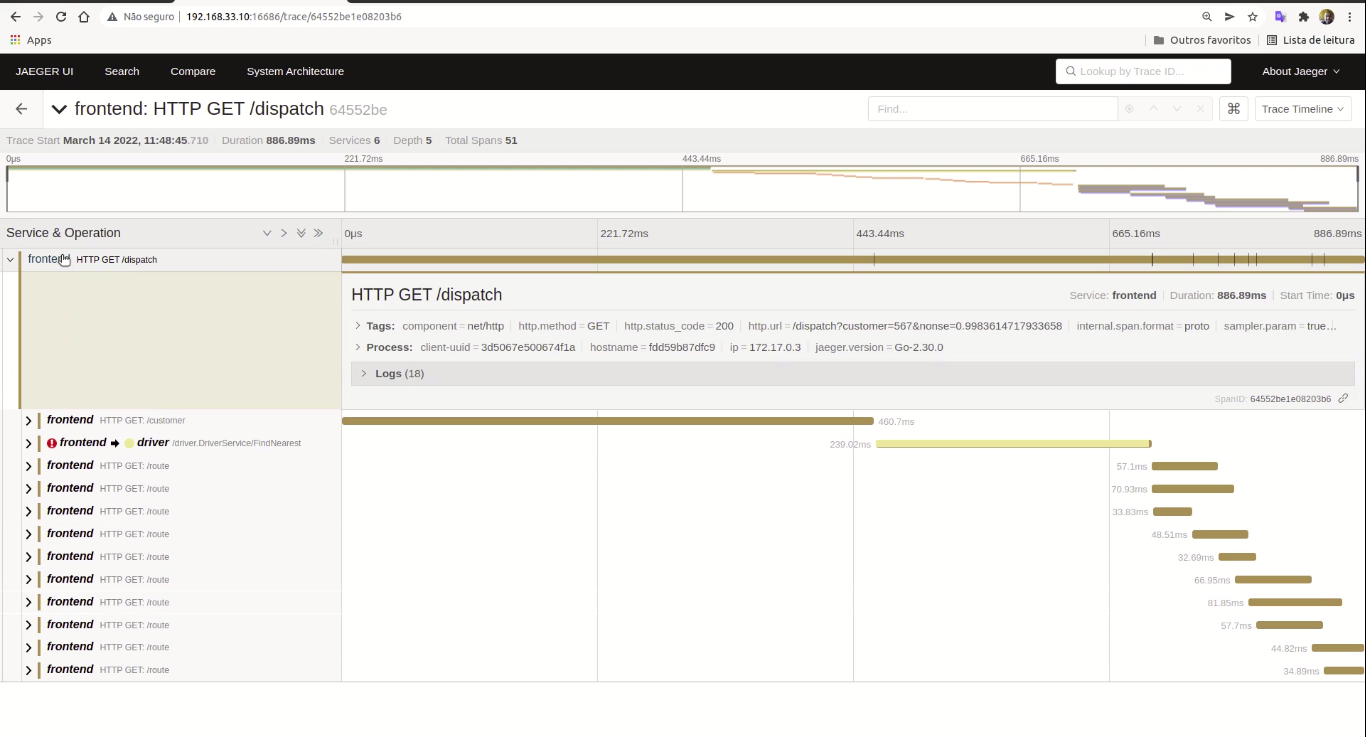 Não seguro 192.168.33.10:16686/trace/64552be1e08203b6
Apps Outros favoritos Lista de leitura
JAEGER UI Search Compare System Architecture Lookup by Trace ID... About Jaeger
frontend: HTTP GET /dispatch 64552be Find... ⌘ Trace Timeline
Trace Start March 14 2022, 11:48:45.710 Duration 886.89ms Services 6 Depth 5 Total Spans 51
0μs 221.72ms 443.44ms 665.16ms 886.89ms
Service & Operation 0μs 221.72ms 443.44ms 665.16ms 886.89ms
frontend HTTP GET /dispatch
HTTP GET /dispatch Service: frontend Duration: 886.89ms Start Time: 0μs
Tags: component = net/http http.method = GET http.status_code = 200 http.url = /dispatch?customer=567&nonse=0.9983614717933658 internal.span.format = proto sampler.param = true…
Process: client-uuid = 3d5067e500674f1a hostname = fdd59b87dfc9 ip = 172.17.0.3 jaeger.version = Go-2.30.0
Logs (18)
SpanID: 64552be1e08203b6
frontend HTTP GET: /customer 460.7ms
frontend driver /driver.DriverService/FindNearest 239.02ms
frontend HTTP GET: /route 57.1ms
frontend HTTP GET: /route 70.93ms
frontend HTTP GET: /route 33.83ms
frontend HTTP GET: /route 48.51ms
frontend HTTP GET: /route 32.69ms
frontend HTTP GET: /route 66.95ms
frontend HTTP GET: /route 81.85ms
frontend HTTP GET: /route 57.7ms
frontend HTTP GET: /route 44.82ms
frontend HTTP GET: /route 34.89ms